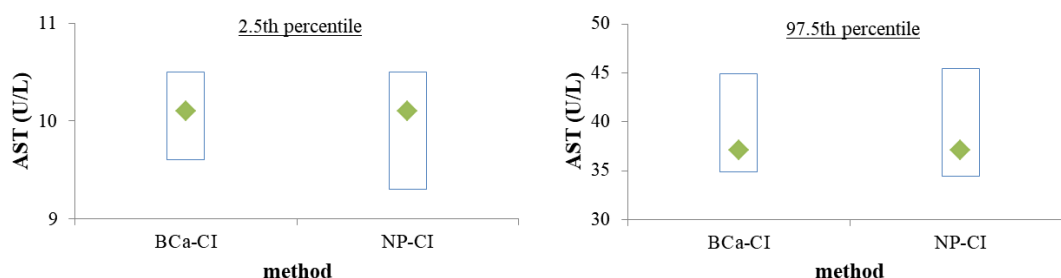 2.5th percentile
AST (U/L)
11
10
9
BCa-CI
NP-CI
method
97.5th percentile
AST (U/L)
50
45
40
35
30
BCa-CI
NP-CI
method